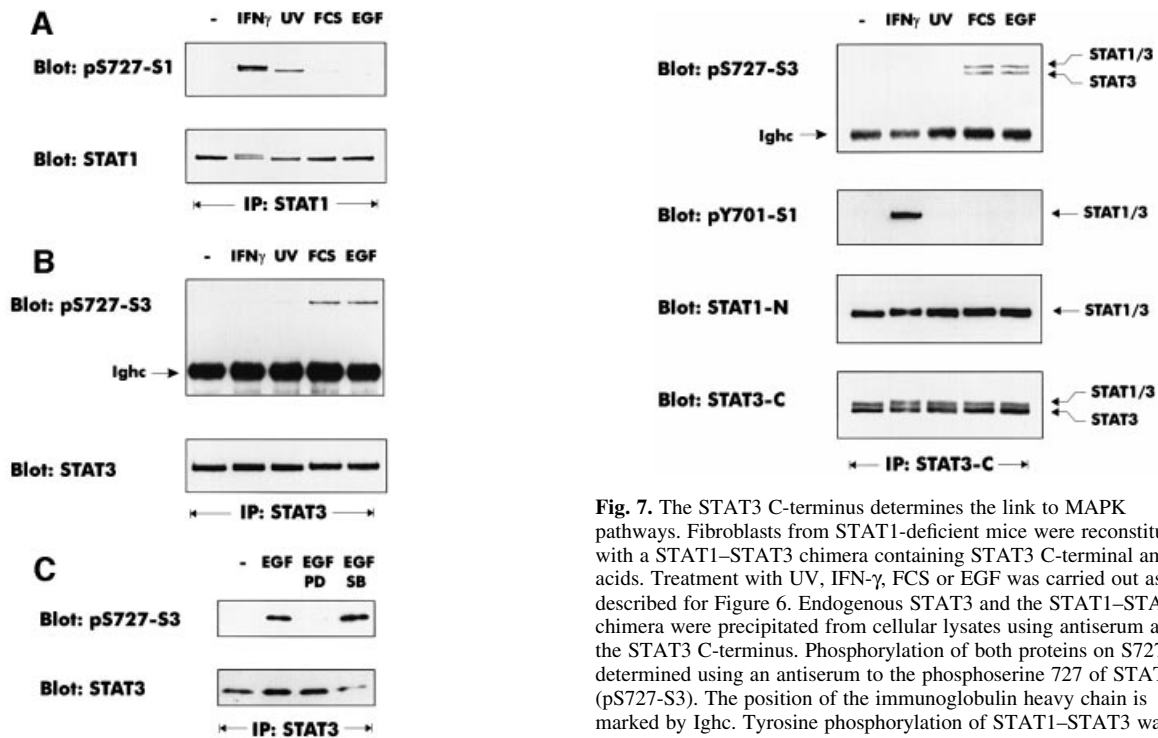 A
- IFNγ UV FCS EGF
Blot: pS727-S1
Blot: STAT1
IP: STAT1
B
- IFNγ UV FCS EGF
Blot: pS727-S3
Ighc
Blot: STAT3
IP: STAT3
C
- EGF EGF EGF
PD SB
Blot: pS727-S3
Blot: STAT3
IP: STAT3
- IFNγ UV FCS EGF
Blot: pS727-S3
STAT1/3
STAT3
Ighc
Blot: pY701-S1
STAT1/3
Blot: STAT1-N
STAT1/3
Blot: STAT3-C
STAT1/3
STAT3
IP: STAT3-C
Fig. 7. The STAT3 C-terminus determines the link to MAPK
pathways. Fibroblasts from STAT1-deficient mice were reconstitu
with a STAT1–STAT3 chimera containing STAT3 C-terminal am
acids. Treatment with UV, IFN-γ, FCS or EGF was carried out as
described for Figure 6. Endogenous STAT3 and the STAT1–STA
chimera were precipitated from cellular lysates using antiserum a
the STAT3 C-terminus. Phosphorylation of both proteins on S727
determined using an antiserum to the phosphoserine 727 of STAT
(pS727-S3). The position of the immunoglobulin heavy chain is
marked by Ighc. Tyrosine phosphorylation of STAT1–STAT3 wa